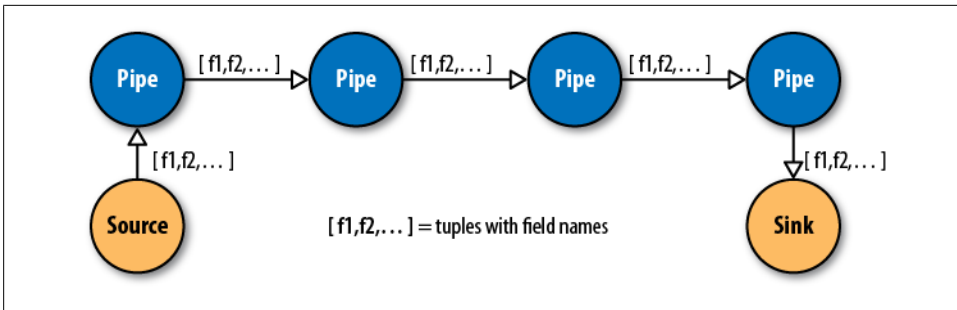 [ f1,f2,... ] [ f1,f2,... ] [ f1,f2,... ]
Pipe Pipe Pipe Pipe
[ f1,f2,... ] [ f1,f2,... ]
Source [ f1,f2,... ] = tuples with field names Sink